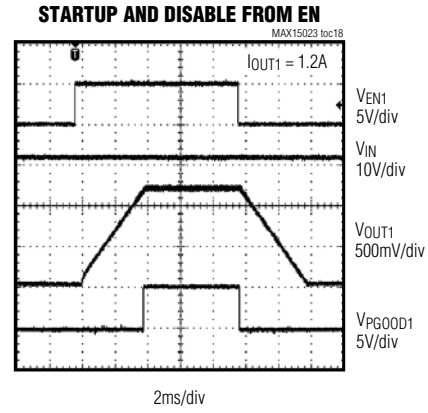 STARTUP AND DISABLE FROM EN
MAX15023 toc18
IOUT1 = 1.2A
VEN1
5V/div
VIN
10V/div
VOUT1
500mV/div
VPGOOD1
5V/div
2ms/div